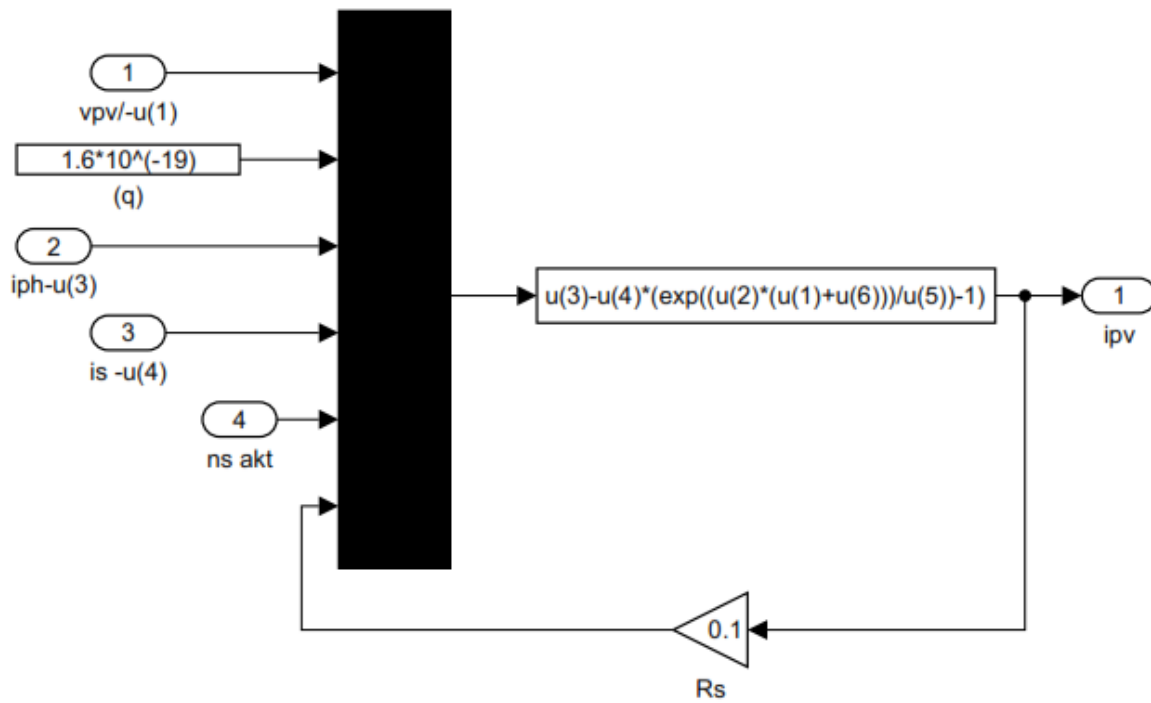 1
vpv/-u(1)
1.6*10^(-19)
(q)
2
iph-u(3)
3
is -u(4)
4
ns akt
u(3)-u(4)*(exp((u(2)*(u(1)+u(6)))/u(5))-1)
1
ipv
0.1
Rs